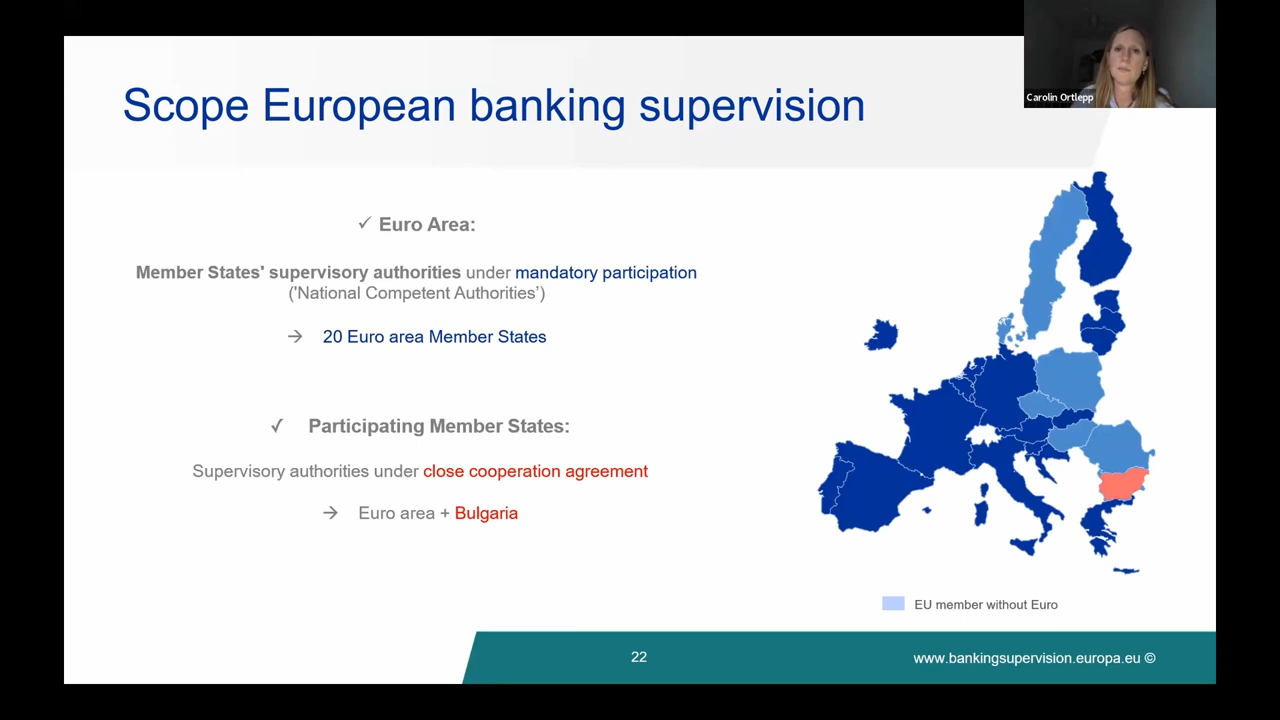 Carolin Ortlepp
Scope European banking supervision
✓ Euro Area:
Member States' supervisory authorities under mandatory participation
('National Competent Authorities’)
→ 20 Euro area Member States
✓ Participating Member States:
Supervisory authorities under close cooperation agreement
→ Euro area + Bulgaria
EU member without Euro
22
www.bankingsupervision.europa.eu ©